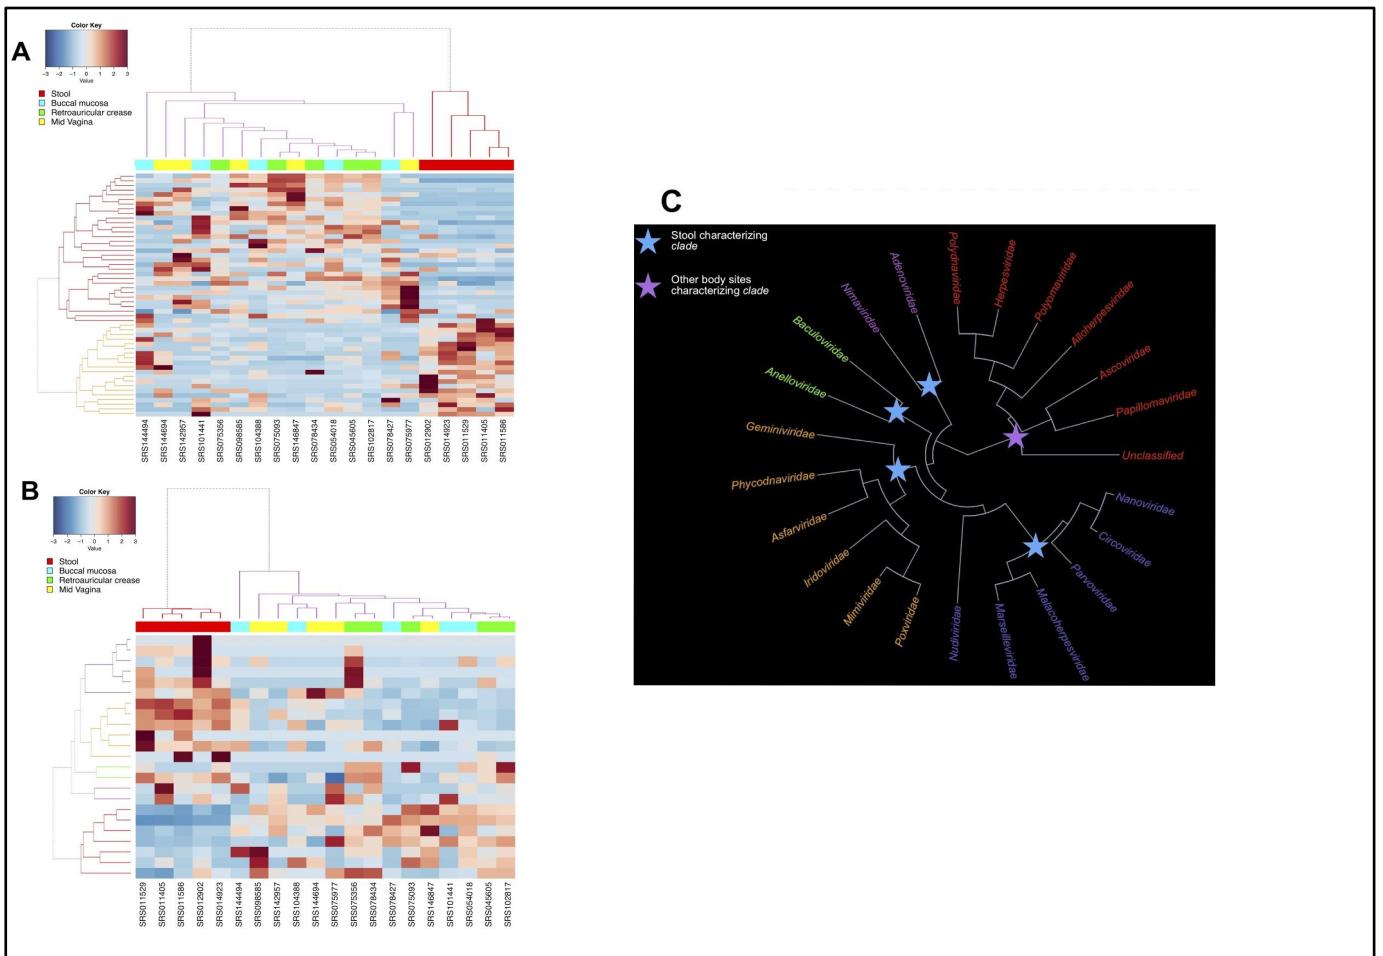 A
Color Key
-3 -2 -1 0 1 2 3
Value
Stool
Buccal mucosa
Retroauricular crease
Mid Vagina
SRS144494
SRS144694
SRS142957
SRS101441
SRS075356
SRS098585
SRS104388
SRS075093
SRS146847
SRS078434
SRS054018
SRS045605
SRS102817
SRS078427
SRS075977
SRS012902
SRS014923
SRS011529
SRS011405
SRS011586
B
Color Key
-3 -2 -1 0 1 2 3
Value
Stool
Buccal mucosa
Retroauricular crease
Mid Vagina
SRS011529
SRS011405
SRS011586
SRS012902
SRS014923
SRS144494
SRS098585
SRS142957
SRS104388
SRS144694
SRS075977
SRS075356
SRS078434
SRS078427
SRS075093
SRS146847
SRS101441
SRS054018
SRS045605
SRS102817
C
Stool characterizing
clade
Other body sites
characterizing clade
Polydnaviridae
Herpesviridae
Polyomaviridae
Alloherpesviridae
Ascoviridae
Papillomaviridae
Unclassified
Nanoviridae
Circoviridae
Parvoviridae
Malacoherpesviridae
Marseilleviridae
Nudiviridae
Poxviridae
Mimiviridae
Iridoviridae
Asfarviridae
Phycodnaviridae
Geminiviridae
Anelloviridae
Baculoviridae
Nimaviridae
Adenoviridae